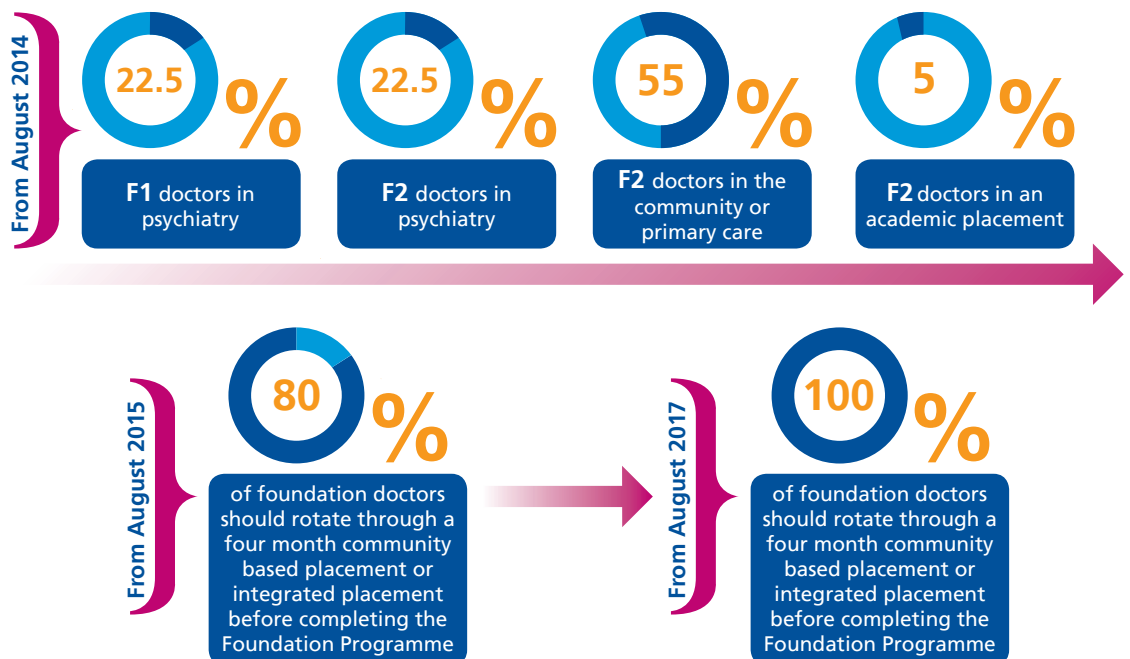 From August 2014
22.5
%
F1 doctors in
psychiatry
22.5
%
F2 doctors in
psychiatry
55
%
F2 doctors in the
community or
primary care
5
%
F2 doctors in an
academic placement
From August 2015
80
%
of foundation doctors
should rotate through a
four month community
based placement or
integrated placement
before completing the
Foundation Programme
From August 2017
100
%
of foundation doctors
should rotate through a
four month community
based placement or
integrated placement
before completing the
Foundation Programme